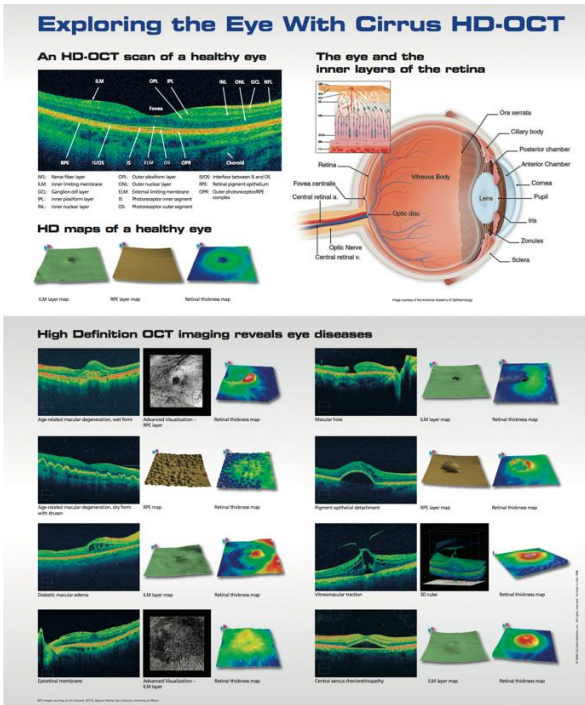 Exploring the Eye With Cirrus HD-OCT
An HD-OCT scan of a healthy eye
ILM
OPL
IPL
INL
ONL
GCL
NFL
Fovea
RPE
IS/OS
IS
ELM
OS
OPR
Choroid
NFL: Nerve fiber layer
ILM: Inner limiting membrane
GCL: Ganglion cell layer
IPL: Inner plexiform layer
INL: Inner nuclear layer
OPL: Outer plexiform layer
ONL: Outer nuclear layer
ELM: External limiting membrane
IS: Photoreceptor inner segment
OS: Photoreceptor outer segment
IS/OS: Interface between IS and OS
RPE: Retinal pigment epithelium
OPR: Outer photoreceptor/RPE
complex
HD maps of a healthy eye
ILM layer map
RPE layer map
Retinal thickness map
The eye and the
inner layers of the retina
Ora serrata
Ciliary body
Posterior chamber
Anterior Chamber
Cornea
Pupil
Lens
Iris
Zonules
Sclera
Vitreous Body
Retina
Fovea centralis
Central retinal a.
Optic disc
Optic Nerve
Central retinal v.
Image courtesy of the American Academy of Ophthalmology
High Definition OCT imaging reveals eye diseases
Age-related macular degeneration, wet form
Advanced Visualization –
RPE layer
Retinal thickness map
Macular hole
ILM layer map
Retinal thickness map
Age-related macular degeneration, dry form
with drusen
RPE map
Retinal thickness map
Pigment epithelial detachment
RPE layer map
Retinal thickness map
Diabetic macular edema
ILM layer map
Retinal thickness map
Vitreomacular traction
3D cube
Retinal thickness map
Epiretinal membrane
Advanced Visualization –
ILM layer
Retinal thickness map
Central serous chorioretinopathy
ILM layer map
Retinal thickness map